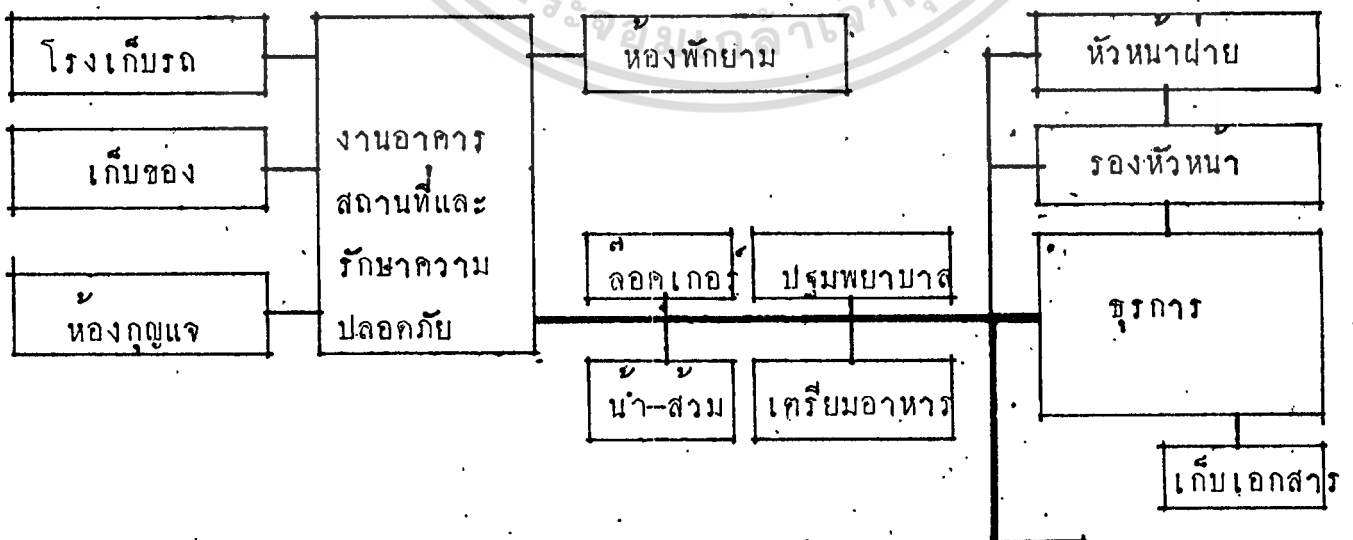 โรงเก็บรถ
ห้องพักยาม
หัวหน้าฝ่าย
เก็บของ
งานอาคาร
สถานที่และ
รักษาความ
ปลอดภัย
รองหัวหน้า
ห้องกุญแจ
ล๊อคเกอร์
ปฐมพยาบาล
ธุรการ
น้ำ-ส้วม
เตรียมอาหาร
เก็บเอกสาร